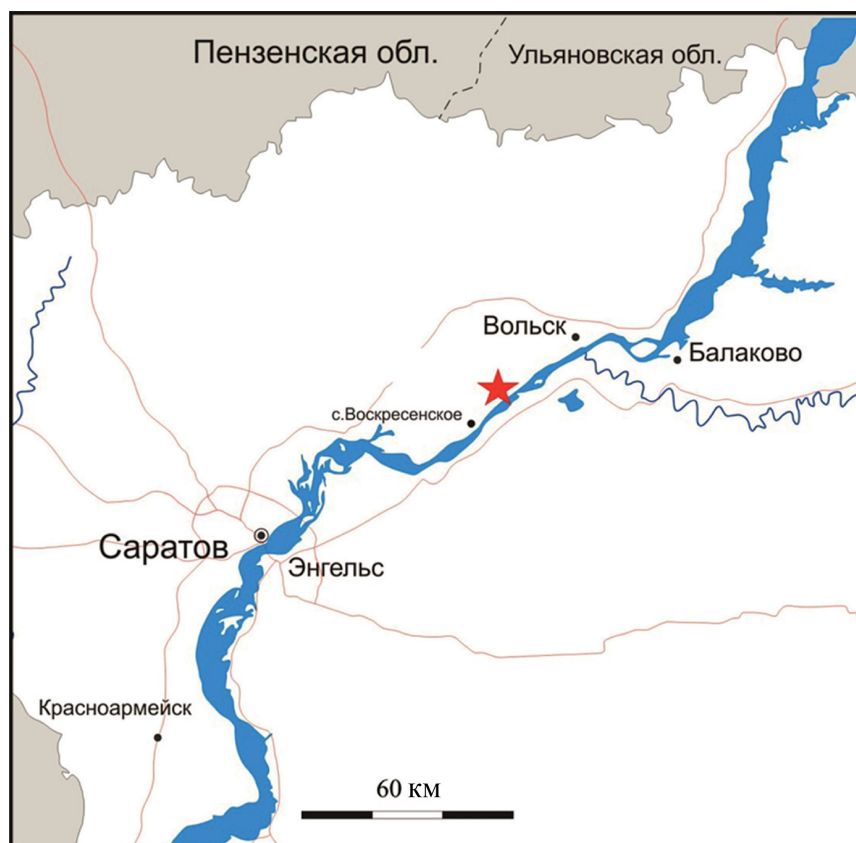 Пензенская обл.
Ульяновская обл.
Вольск
Балаково
с.Воскресенское
Саратов
Энгельс
Красноармейск
60 км